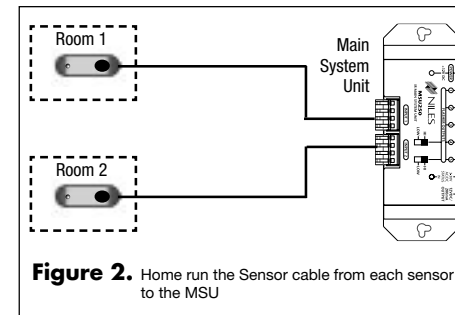 Room 1
Main
System
Unit
Room 2
NILES
MSU250
Figure 2. Home run the Sensor cable from each sensor
to the MSU